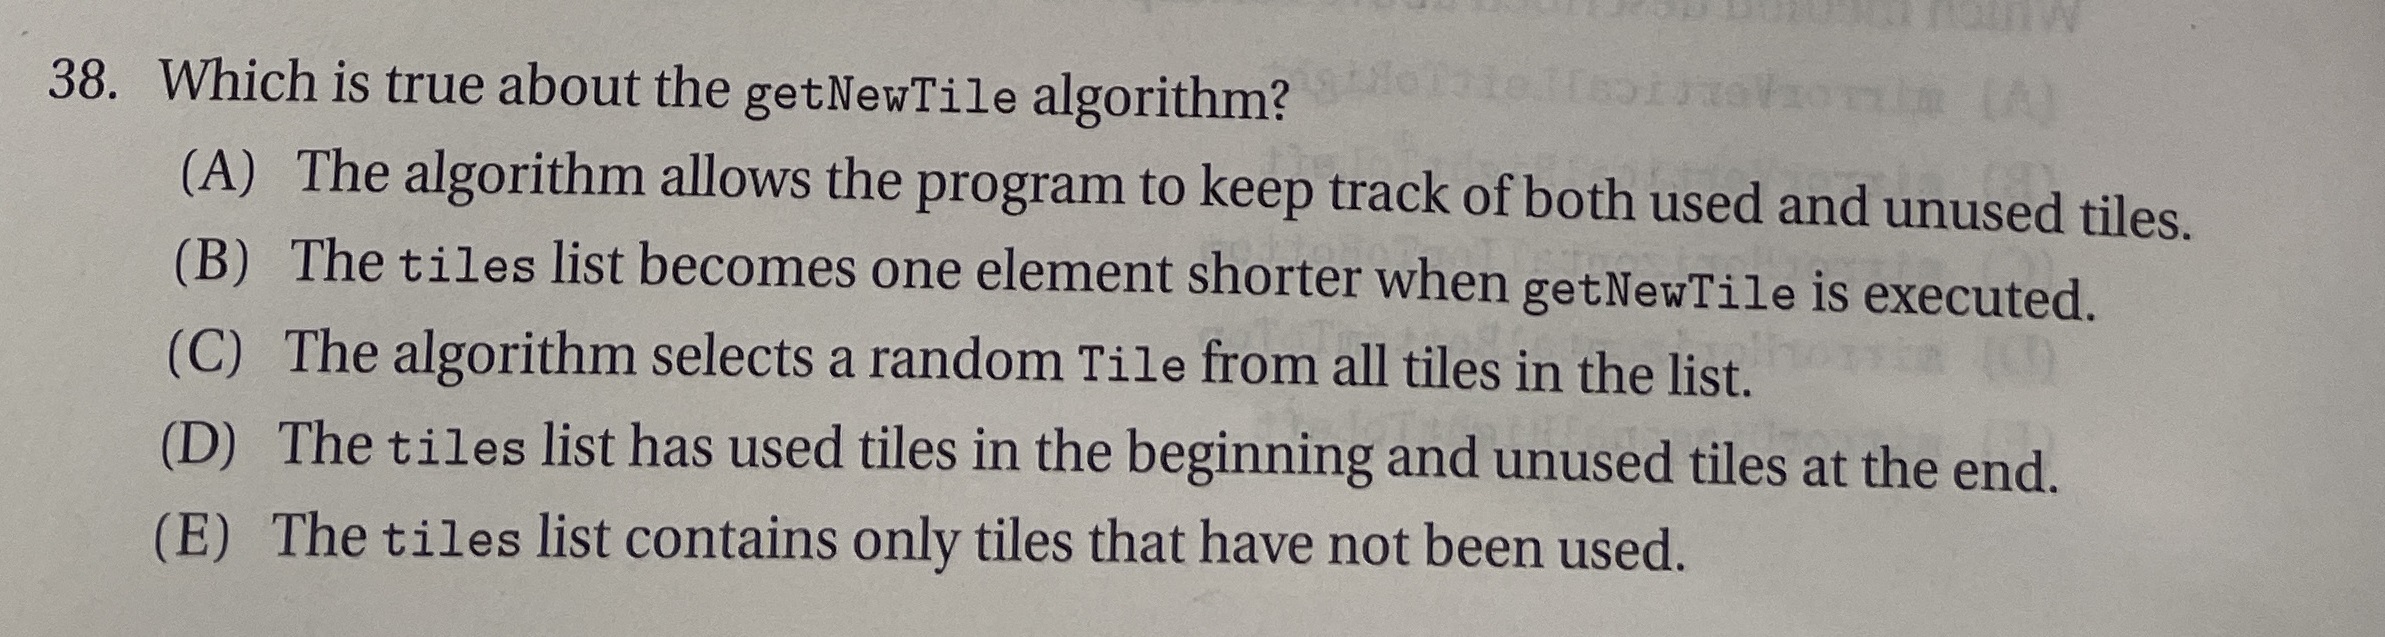 38. Which is true about the getNewTile algorithm?
(A) The algorithm allows the program to keep track of both used and unused tiles.
(B) The tiles list becomes one element shorter when getNewTile is executed.
(C) The algorithm selects a random Tile from all tiles in the list.
(D) The tiles list has used tiles in the beginning and unused tiles at the end.
(E) The tiles list contains only tiles that have not been used.